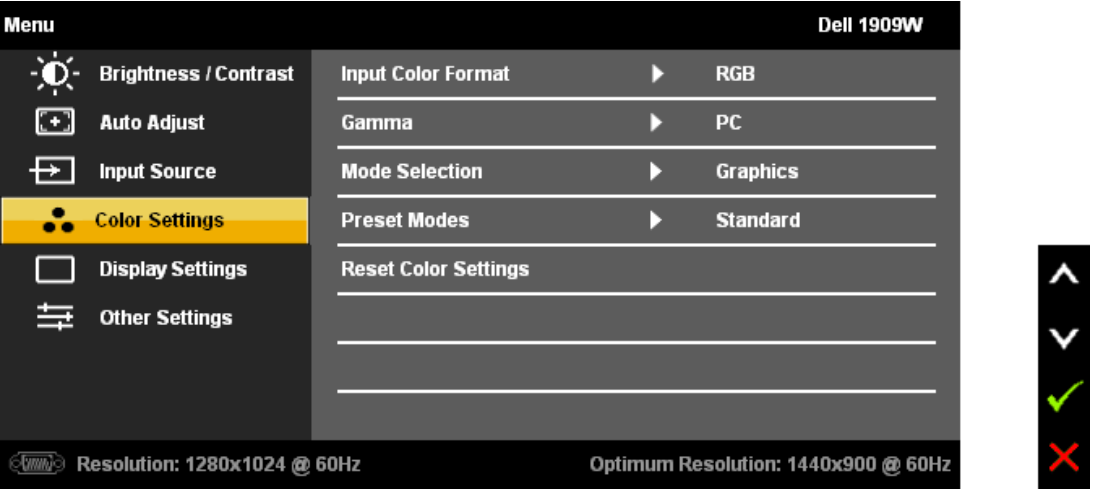 Menu Dell 1909W
Brightness / Contrast Input Color Format RGB
Auto Adjust Gamma PC
Input Source Mode Selection Graphics
Color Settings Preset Modes Standard
Display Settings Reset Color Settings
Other Settings
Resolution: 1280x1024 @ 60Hz Optimum Resolution: 1440x900 @ 60Hz